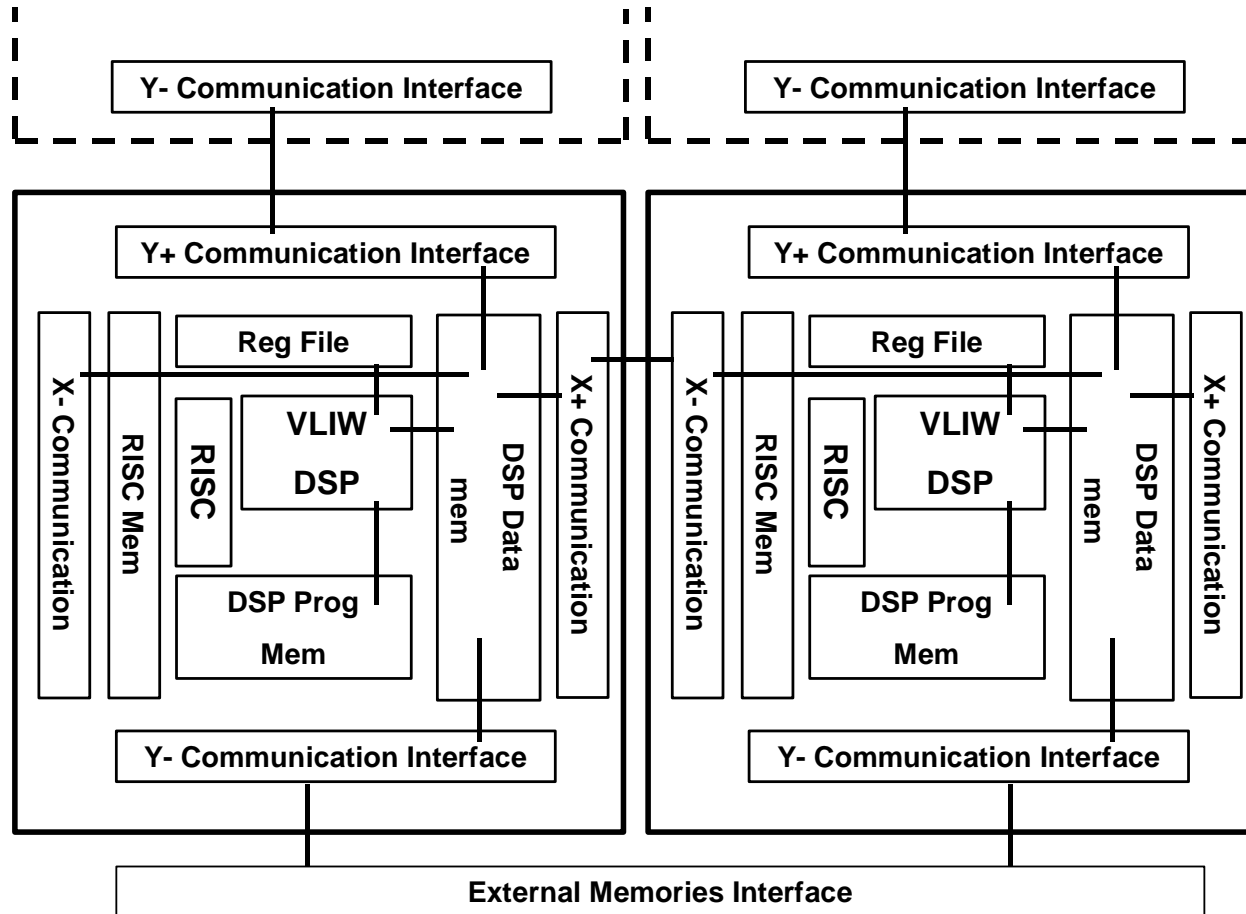 Y- Communication Interface
Y- Communication Interface
Y+ Communication Interface
Y+ Communication Interface
X- Communication
RISC Mem
Reg File
RISC
VLIW
DSP
DSP Prog
Mem
DSP Data
mem
X+ Communication
X- Communication
RISC Mem
Reg File
RISC
VLIW
DSP
DSP Prog
Mem
DSP Data
mem
X+ Communication
Y- Communication Interface
Y- Communication Interface
External Memories Interface